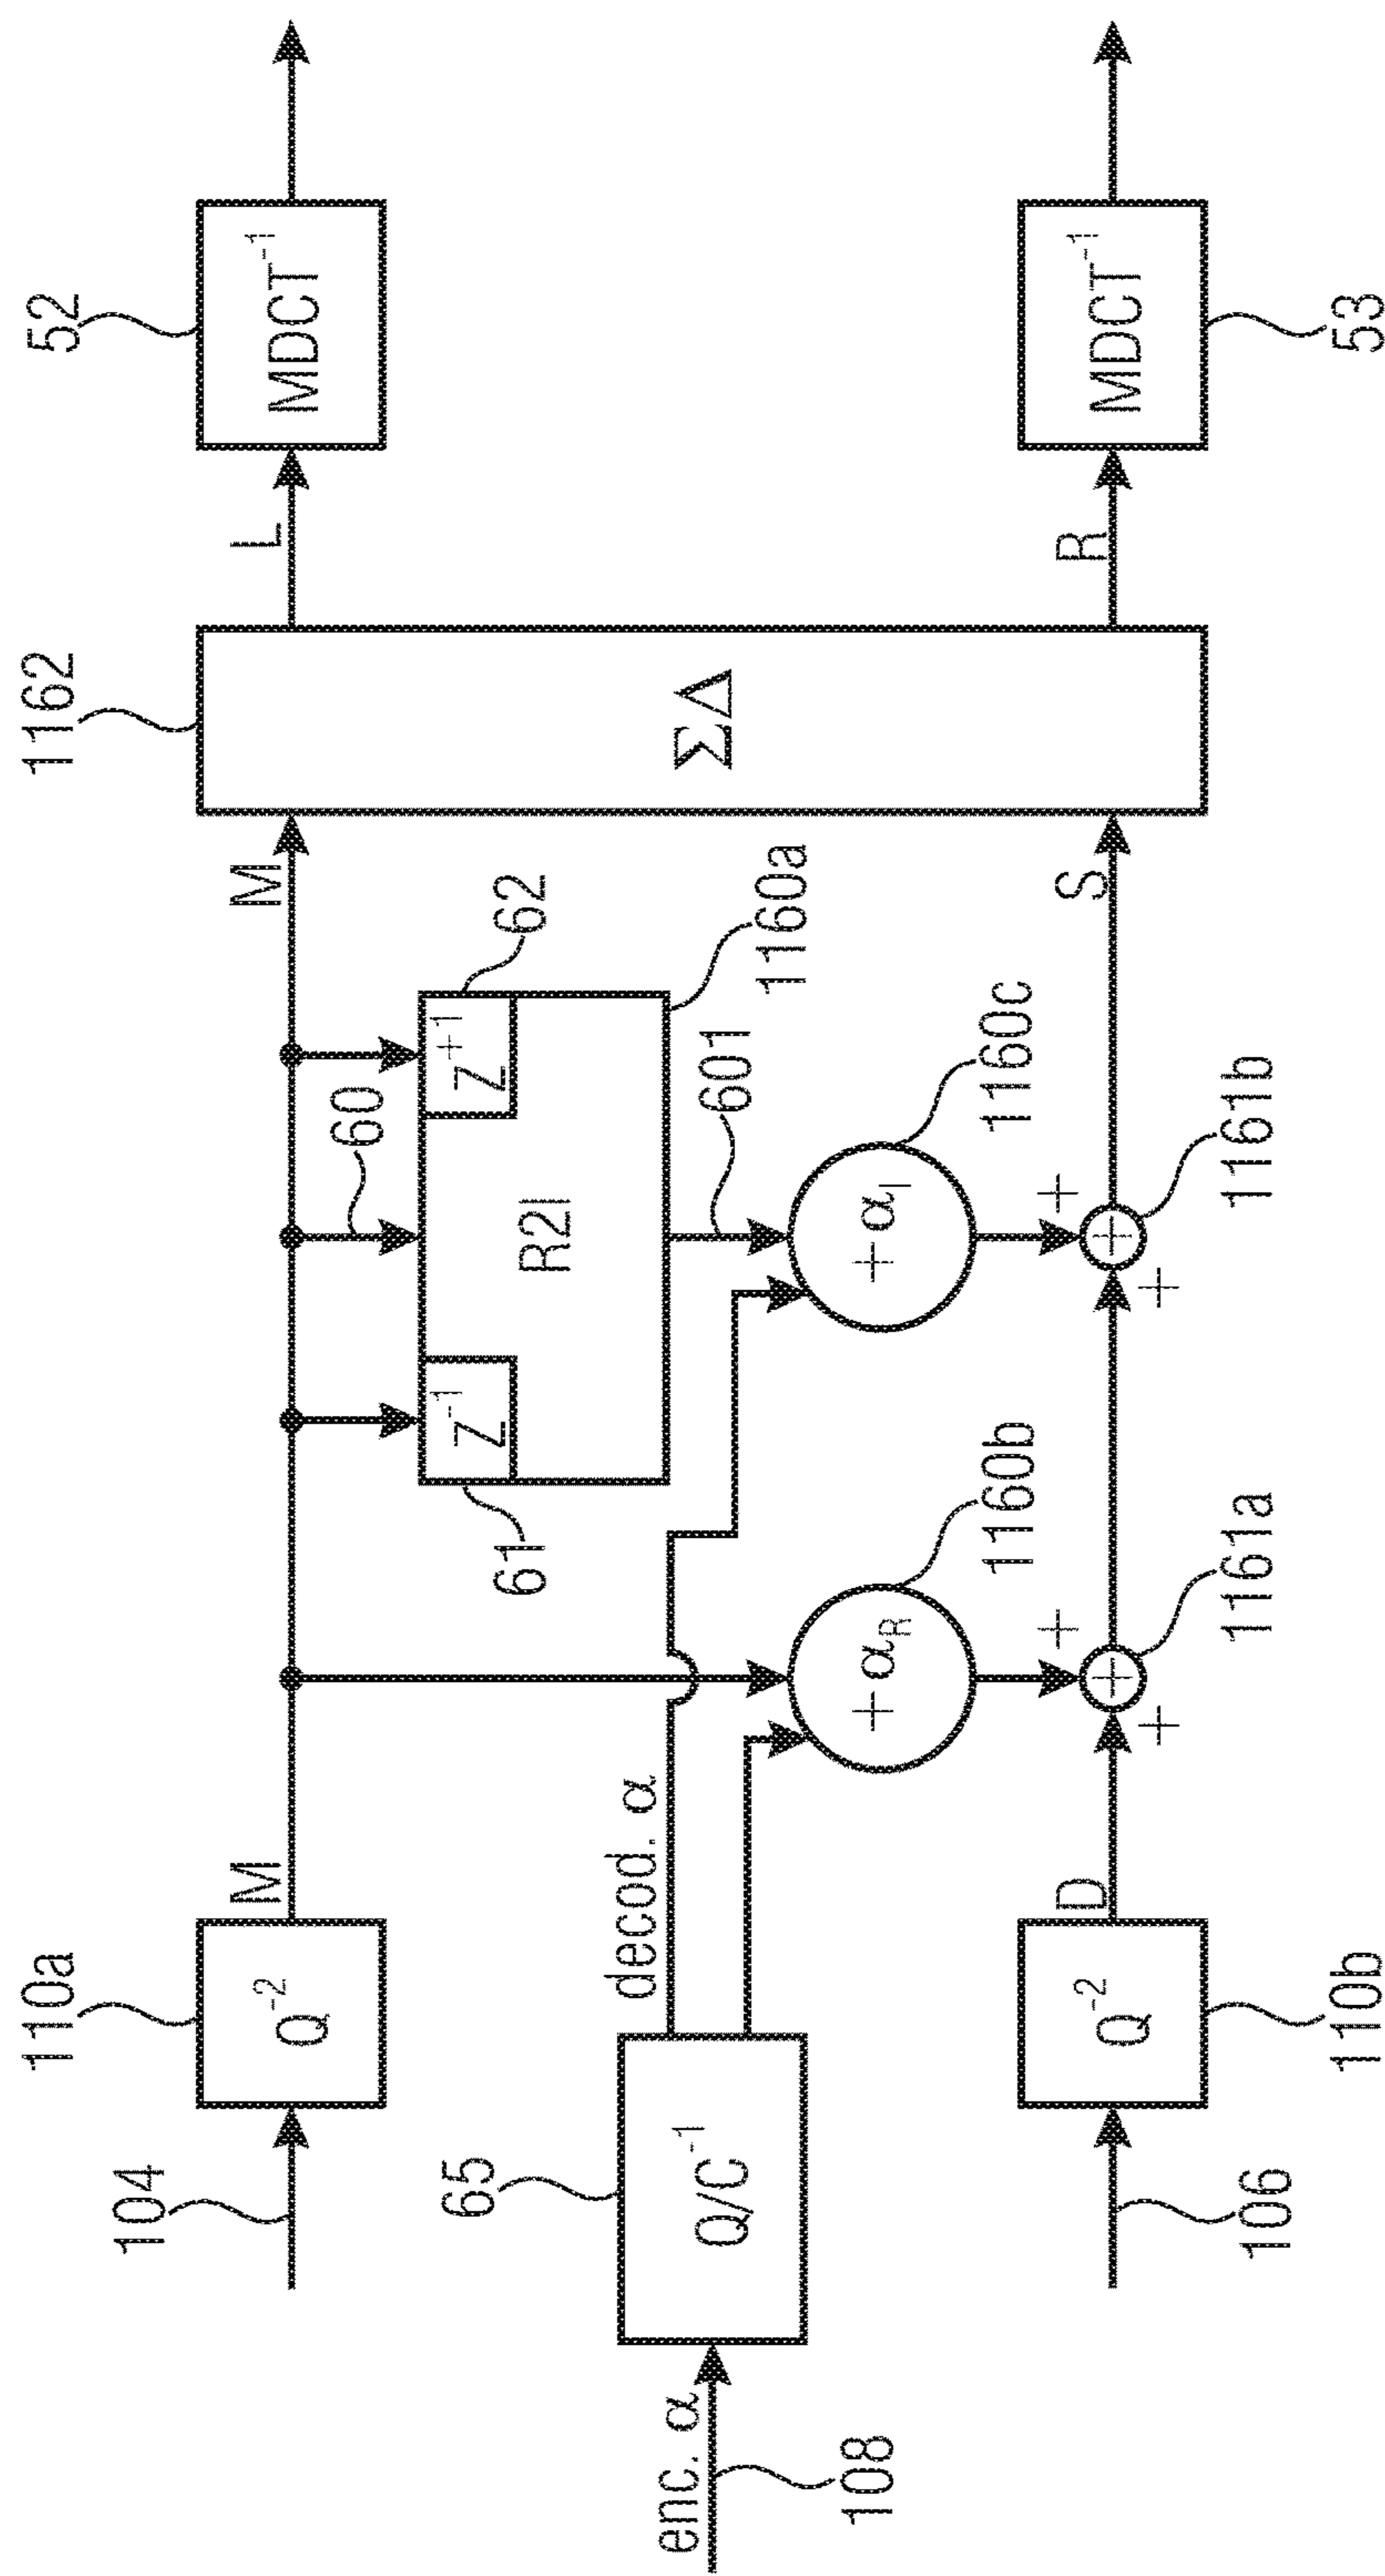 110a
1162
52
104
Q⁻²
M
M
L
MDCT⁻¹
60
61
Z⁻¹
Z⁺¹
62
R2I
1160a
601
65
enc. α
108
Q/C⁻¹
decod. α
+ α_R
1160b
+ α_I
1160c
ΣΔ
+
+
+
+
+
+
106
Q⁻²
D
S
R
MDCT⁻¹
110b
1161a
1161b
53